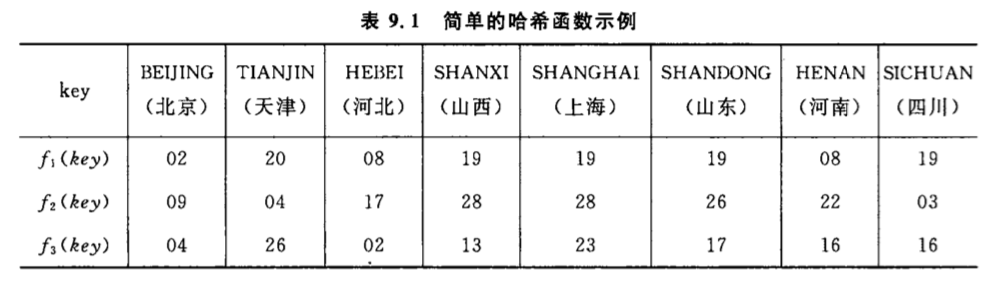 表 9.1 简单的哈希函数示例
key BEIJING TIANJIN HEBEI SHANXI SHANGHAI SHANDONG HENAN SICHUAN
(北京) (天津) (河北) (山西) (上海) (山东) (河南) (四川)
f₁(key) 02 20 08 19 19 19 08 19
f₂(key) 09 04 17 28 28 26 22 03
f₃(key) 04 26 02 13 23 17 16 16